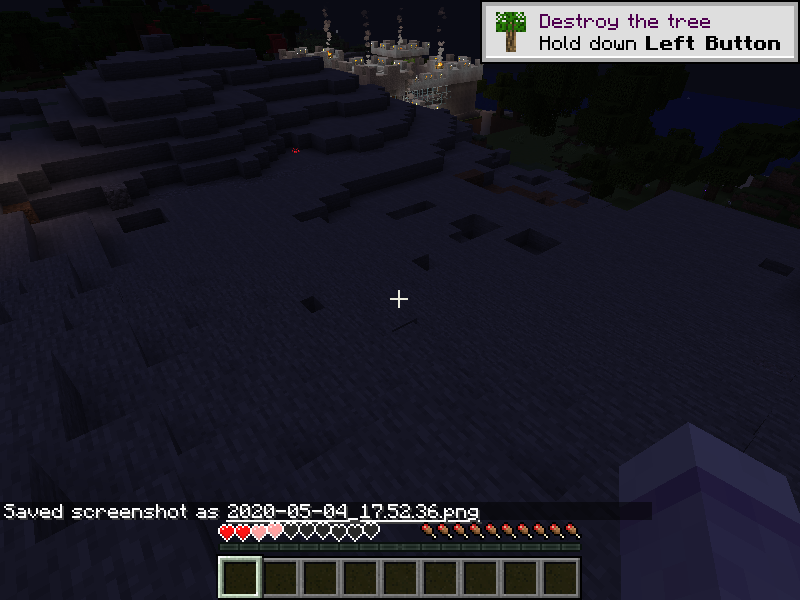 Destroy the tree
Hold down Left Button
Saved screenshot as 2020-05-04_17.52.36.png